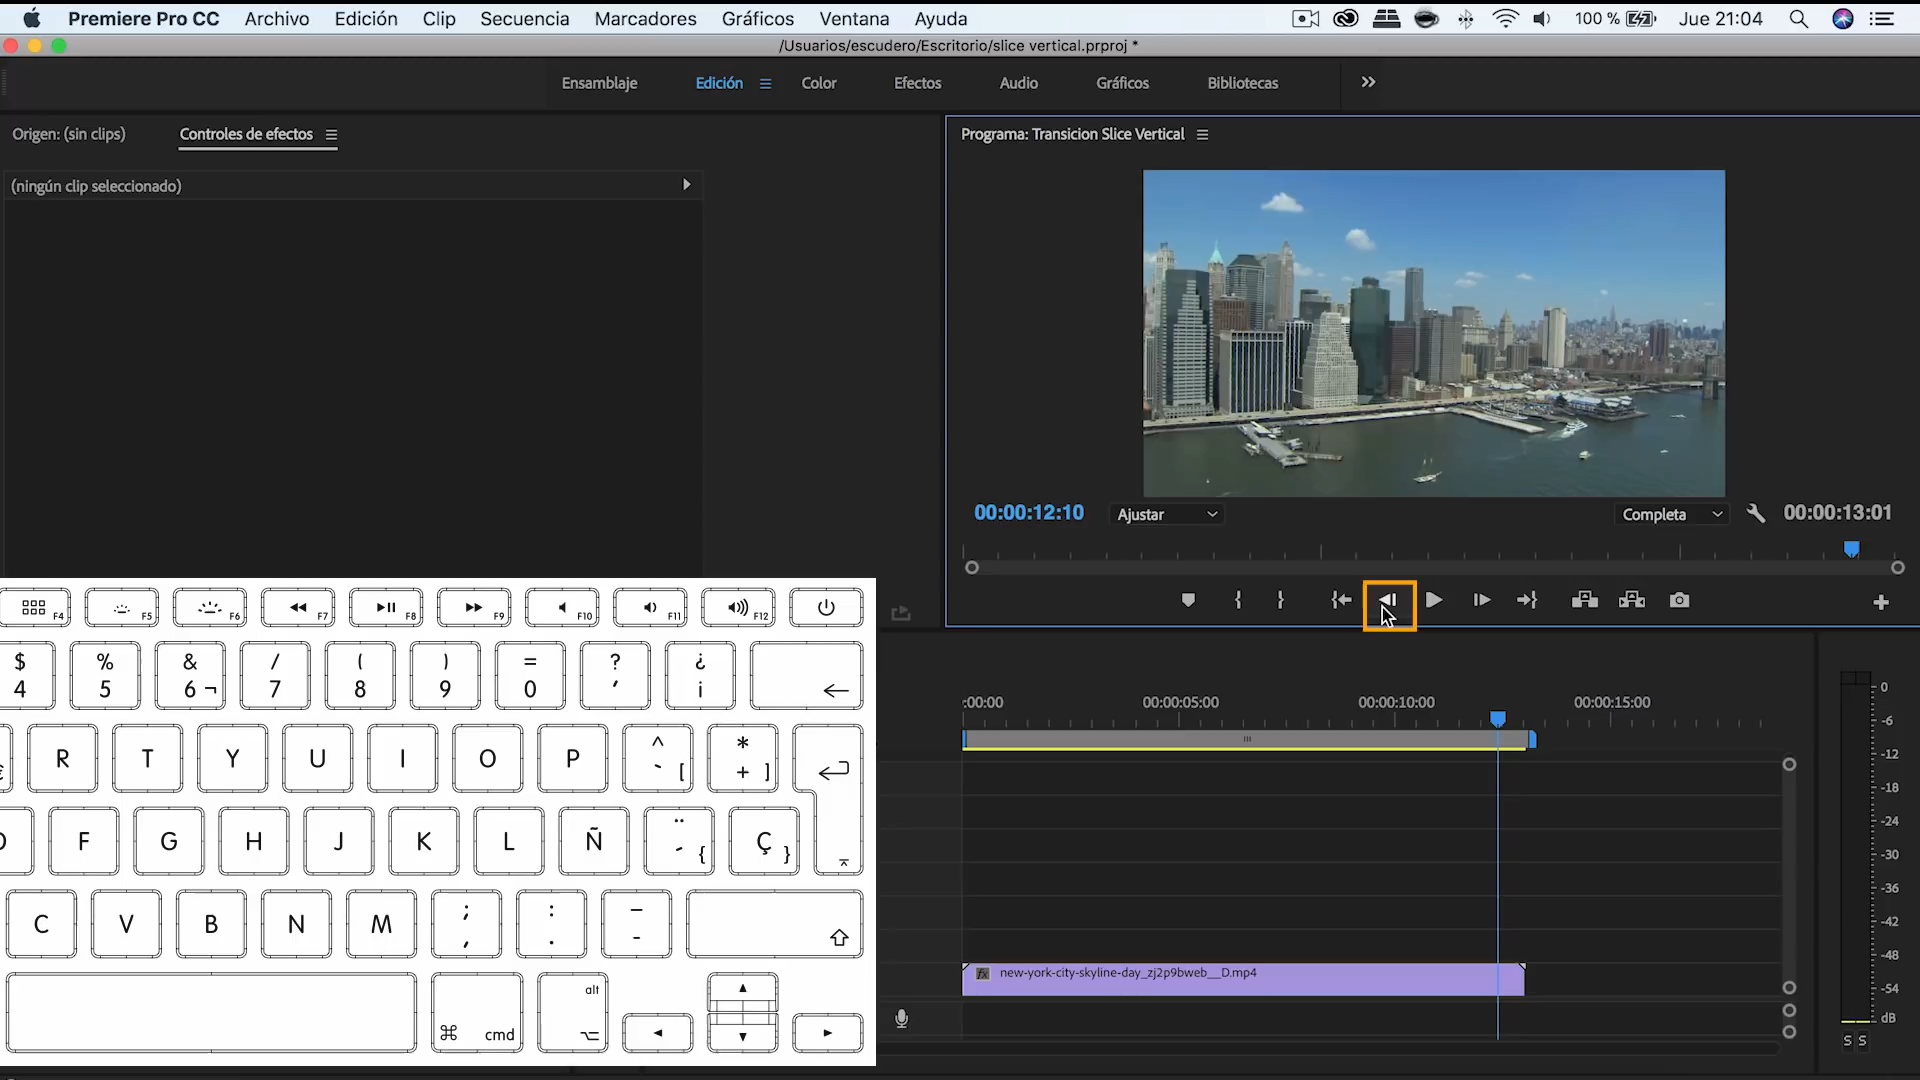 Premiere Pro CC Archivo Edición Clip Secuencia Marcadores Gráficos Ventana Ayuda 100 % Jue 21:04
/Usuarios/escudero/Escritorio/slice vertical.prproj *
Ensamblaje Edición Color Efectos Audio Gráficos Bibliotecas
Origen: (sin clips) Controles de efectos
(ningún clip seleccionado)
Programa: Transicion Slice Vertical
00:00:12:10 Ajustar Completa 00:00:13:01
F4 F5 F6 F7 F8 F9 F10 F11 F12
$ % & / ( ) = ? ¿
4 5 6 ¬ 7 8 9 0 ' ¡
R T Y U I O P ^ ` [ * + ]
F G H J K L Ñ ¨ ´ { Ç }
C V B N M ; , : . _ -
alt
cmd
:00:00 00:00:05:00 00:00:10:00 00:00:15:00
fx new-york-city-skyline-day_zj2p9bweb__D.mp4
0
-6
-12
-18
-24
-30
-36
-42
-48
-54
dB
S S